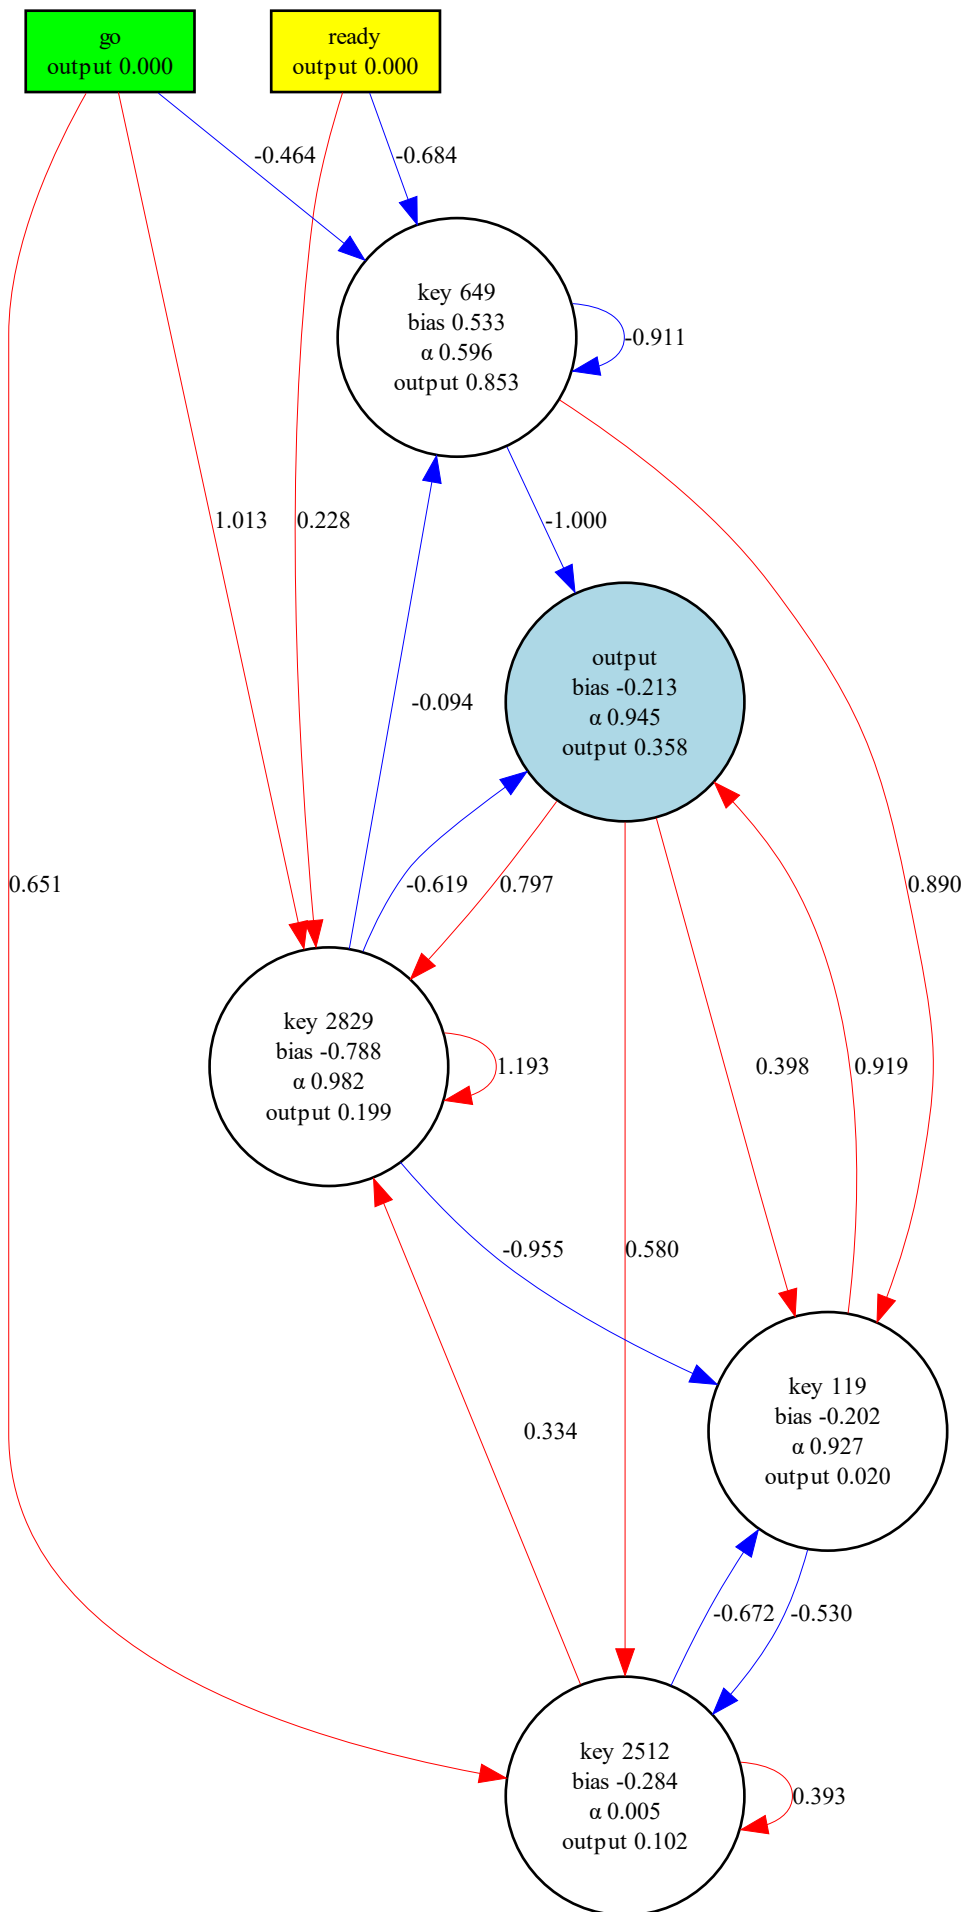 go
output 0.000
ready
output 0.000
-0.464
-0.684
key 649
bias 0.533
α 0.596
output 0.853
-0.911
1.013
0.228
-1.000
output
bias -0.213
α 0.945
output 0.358
-0.094
0.651
-0.619
0.797
0.890
key 2829
bias -0.788
α 0.982
output 0.199
1.193
0.398
0.919
-0.955
0.580
key 119
bias -0.202
α 0.927
output 0.020
0.334
-0.672
-0.530
key 2512
bias -0.284
α 0.005
output 0.102
0.393